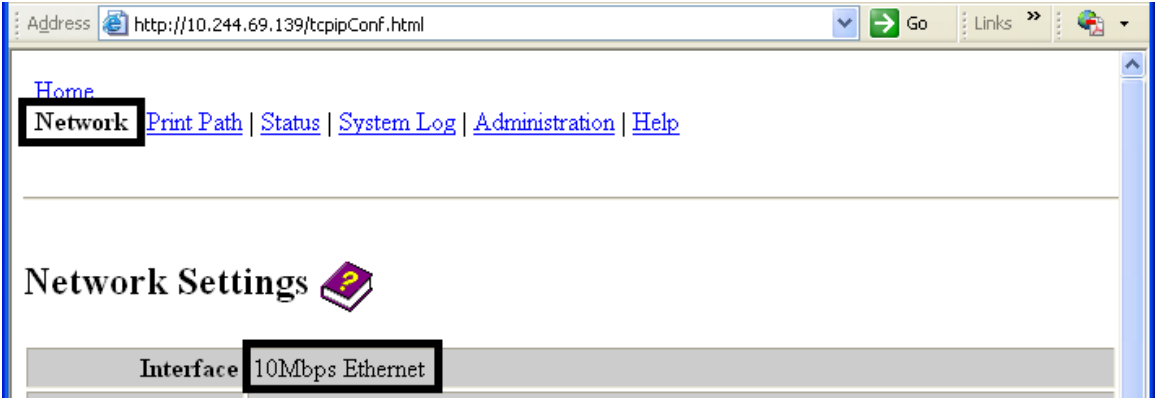 Address http://10.244.69.139/tcpipConf.html Go Links »
Home
Network Print Path | Status | System Log | Administration | Help
Network Settings ?
Interface 10Mbps Ethernet